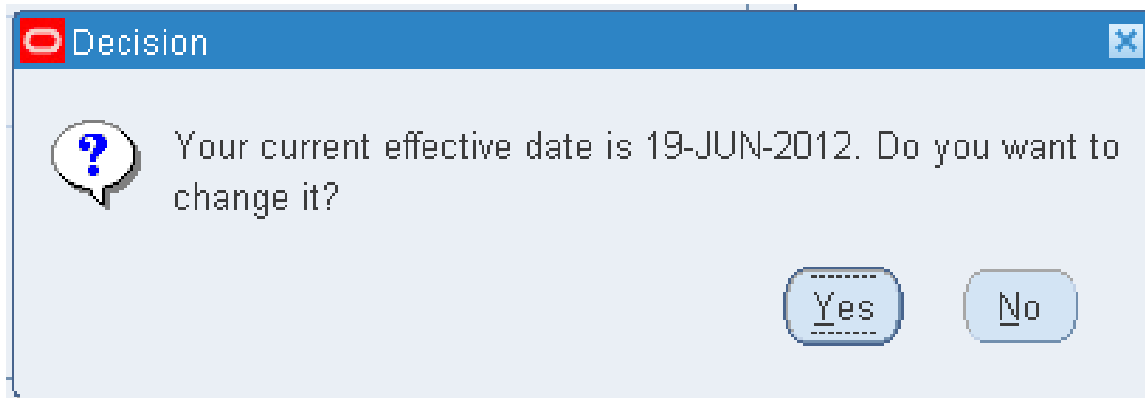 Decision
Your current effective date is 19-JUN-2012. Do you want to
change it?
Yes No